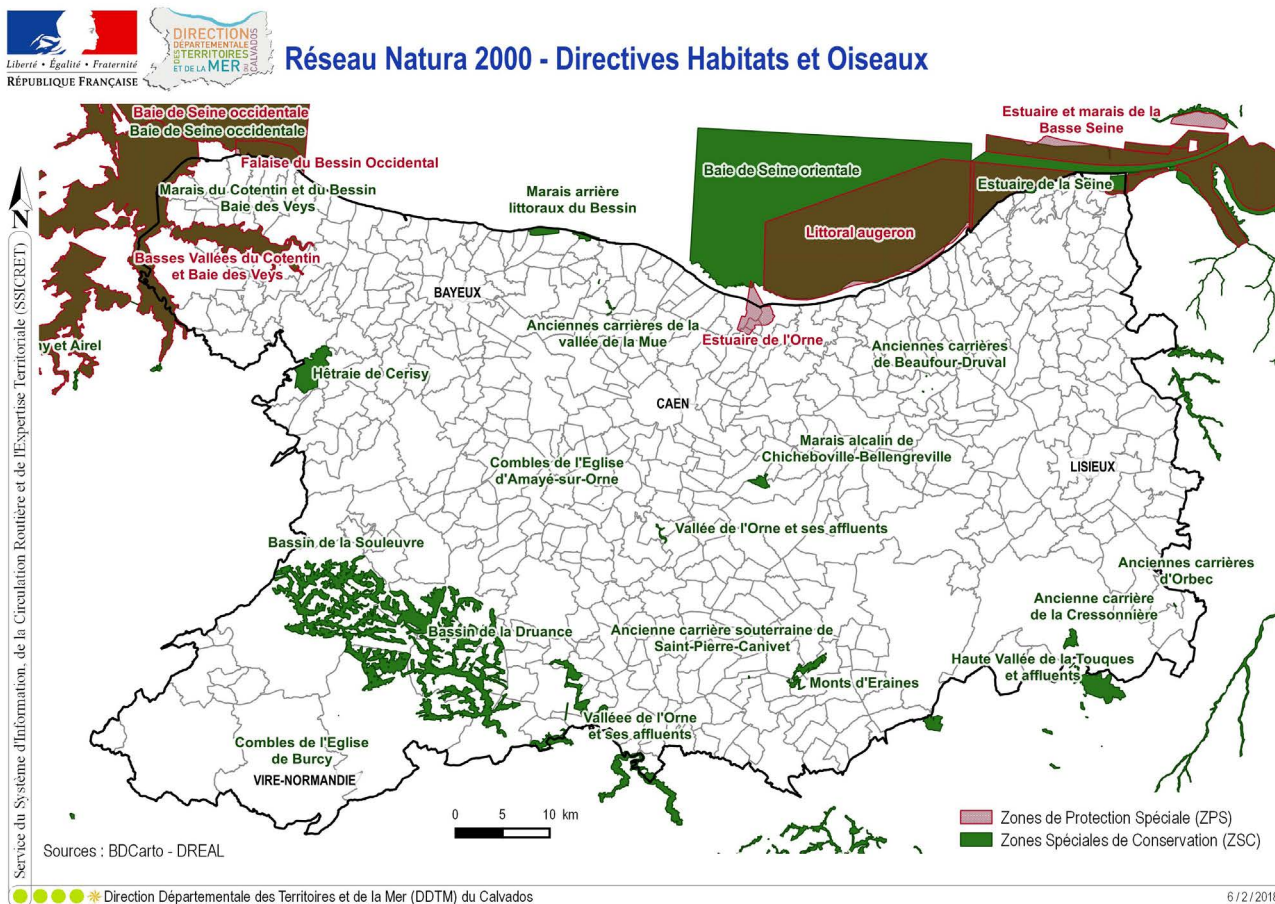 Liberté • Égalité • Fraternité
RÉPUBLIQUE FRANÇAISE
DIRECTION
DÉPARTEMENTALE
DES TERRITOIRES
ET DE LA MER
DU CALVADOS
Réseau Natura 2000 - Directives Habitats et Oiseaux
Baie de Seine occidentale
Baie de Seine occidentale
Falaise du Bessin Occidental
Marais du Cotentin et du Bessin
Baie des Veys
Marais arrière
littoraux du Bessin
Baie de Seine orientale
Estuaire et marais de la
Basse Seine
Estuaire de la Seine
Littoral augeron
Basses Vallées du Cotentin
et Baie des Veys
BAYEUX
Anciennes carrières de la
vallée de la Mue
Estuaire de l'Orne
Anciennes carrières
de Beaufour-Druval
ny et Airel
Hêtraie de Cerisy
CAEN
Marais alcalin de
Chicheboville-Bellengreville
Combles de l'Eglise
d'Amayé-sur-Orne
LISIEUX
Vallée de l'Orne et ses affluents
Bassin de la Souleuvre
Anciennes carrières
d'Orbec
Ancienne carrière
de la Cressonnière
Bassin de la Druance
Ancienne carrière souterraine de
Saint-Pierre-Canivet
Haute Vallée de la Touques
et affluents
Monts d'Eraines
Valléee de l'Orne
et ses affluents
Combles de l'Eglise
de Burcy
VIRE-NORMANDIE
0 5 10 km
Zones de Protection Spéciale (ZPS)
Zones Spéciales de Conservation (ZSC)
Sources : BDCarto - DREAL
N
Service du Système d'Information, de la Circulation Routière et de l'Expertise Territoriale (SSICRET)
Direction Départementale des Territoires et de la Mer (DDTM) du Calvados
6 / 2 / 2018